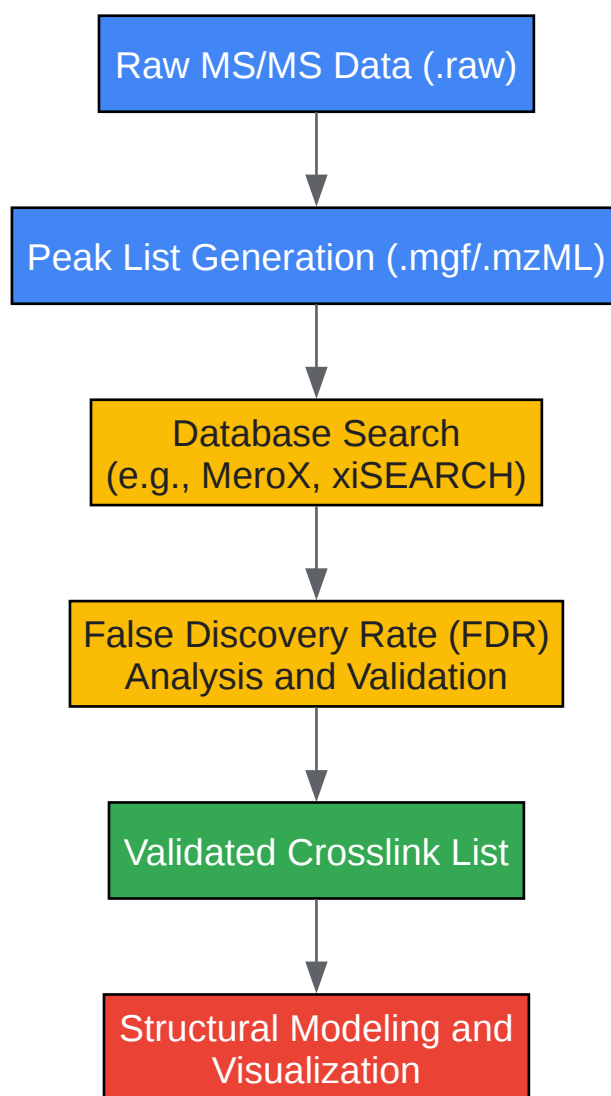 Raw MS/MS Data (.raw)
Peak List Generation (.mgf/.mzML)
Database Search
(e.g., MeroX, xiSEARCH)
False Discovery Rate (FDR)
Analysis and Validation
Validated Crosslink List
Structural Modeling and
Visualization